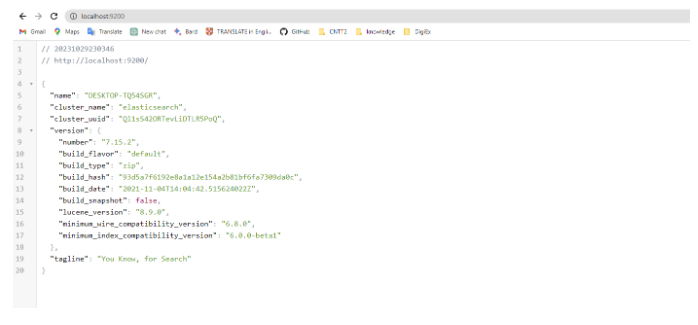 localhost:9200
Gmail Maps Translate New chat Bard TRANSLATE in Engli... GitHub CNTT2 knowledge DigiEx
1 // 20231029230346
2 // http://localhost:9200/
3
4 {
5 "name": "DESKTOP-TQ54SGR",
6 "cluster_name": "elasticsearch",
7 "cluster_uuid":
8 "version": {
9 "number": "7.15.2",
10 "build_flavor": "default",
11 "build_type": "zip",
12 "build_hash": "93d5a7f6192e8a1a12e154a2b81bf6fa7309da0c",
13 "build_date": "2021-11-04T14:04:42.515624022Z",
14 "build_snapshot": false,
15 "lucene_version": "8.9.0",
16 "minimum_wire_compatibility_version": "6.8.0",
17 "minimum_index_compatibility_version": "6.0.0-beta1"
18 },
19 "tagline": "You Know, for Search"
20 }